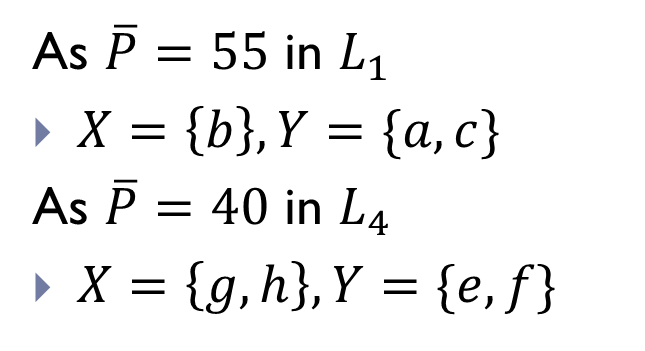 As P̄ = 55 in L₁
▸ X = {b}, Y = {a, c}
As P̄ = 40 in L₄
▸ X = {g, h}, Y = {e, f}